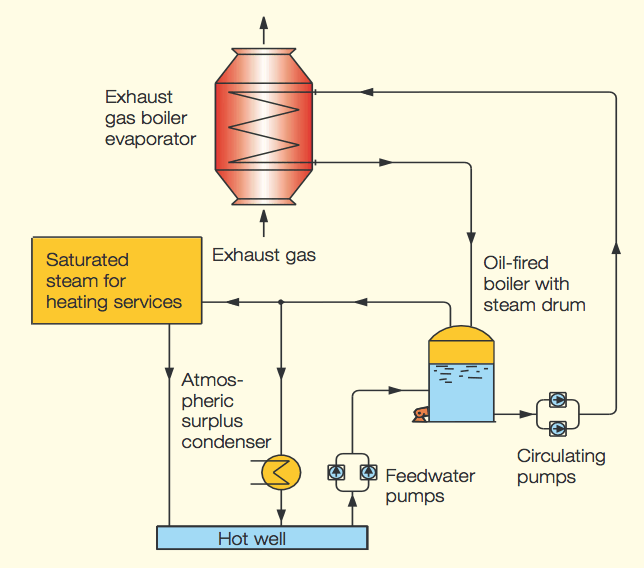 Exhaust
gas boiler
evaporator
Exhaust gas
Saturated
steam for
heating services
Oil-fired
boiler with
steam drum
Atmos-
pheric
surplus
condenser
Circulating
pumps
Feedwater
pumps
Hot well